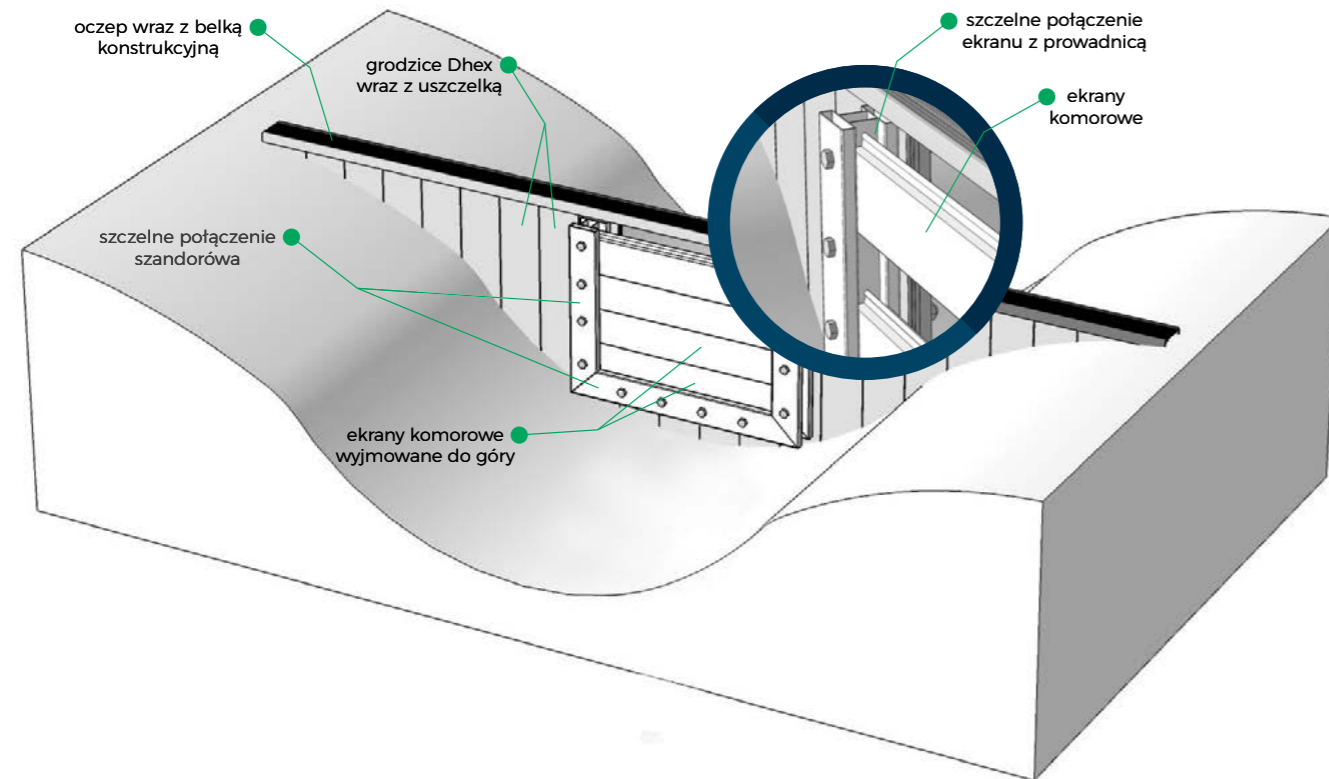 oczep wraz z belką
konstrukcyjną
grodzice Dhex
wraz z uszczelką
szczelne połączenie
ekranu z prowadnicą
ekrany
komorowe
szczelne połączenie
szandorówa
ekrany komorowe
wyjmowane do góry